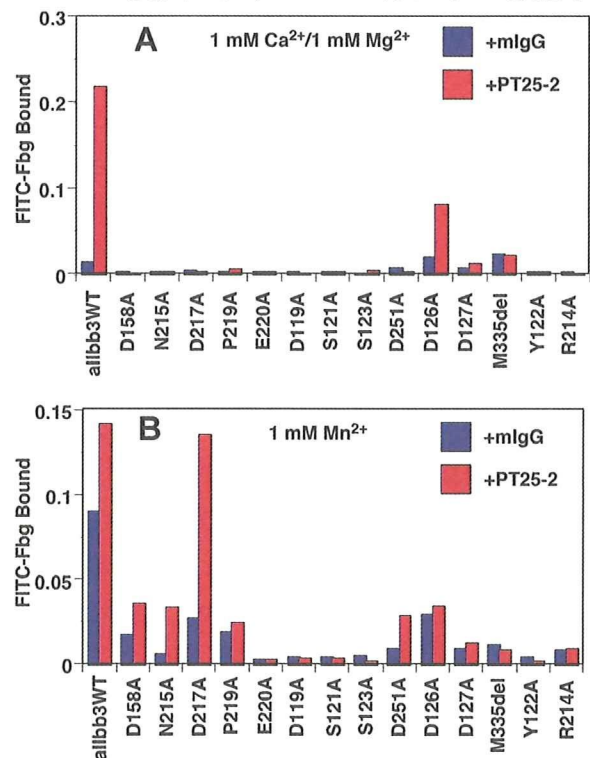 A
1 mM Ca²⁺/1 mM Mg²⁺
+mIgG
+PT25-2
FITC-Fbg Bound
0.3
0.2
0.1
0
aIIbb3WT
D158A
N215A
D217A
P219A
E220A
D119A
S121A
S123A
D251A
D126A
D127A
M335del
Y122A
R214A
B
1 mM Mn²⁺
+mIgG
+PT25-2
FITC-Fbg Bound
0.15
0.1
0.05
0
aIIbb3WT
D158A
N215A
D217A
P219A
E220A
D119A
S121A
S123A
D251A
D126A
D127A
M335del
Y122A
R214A